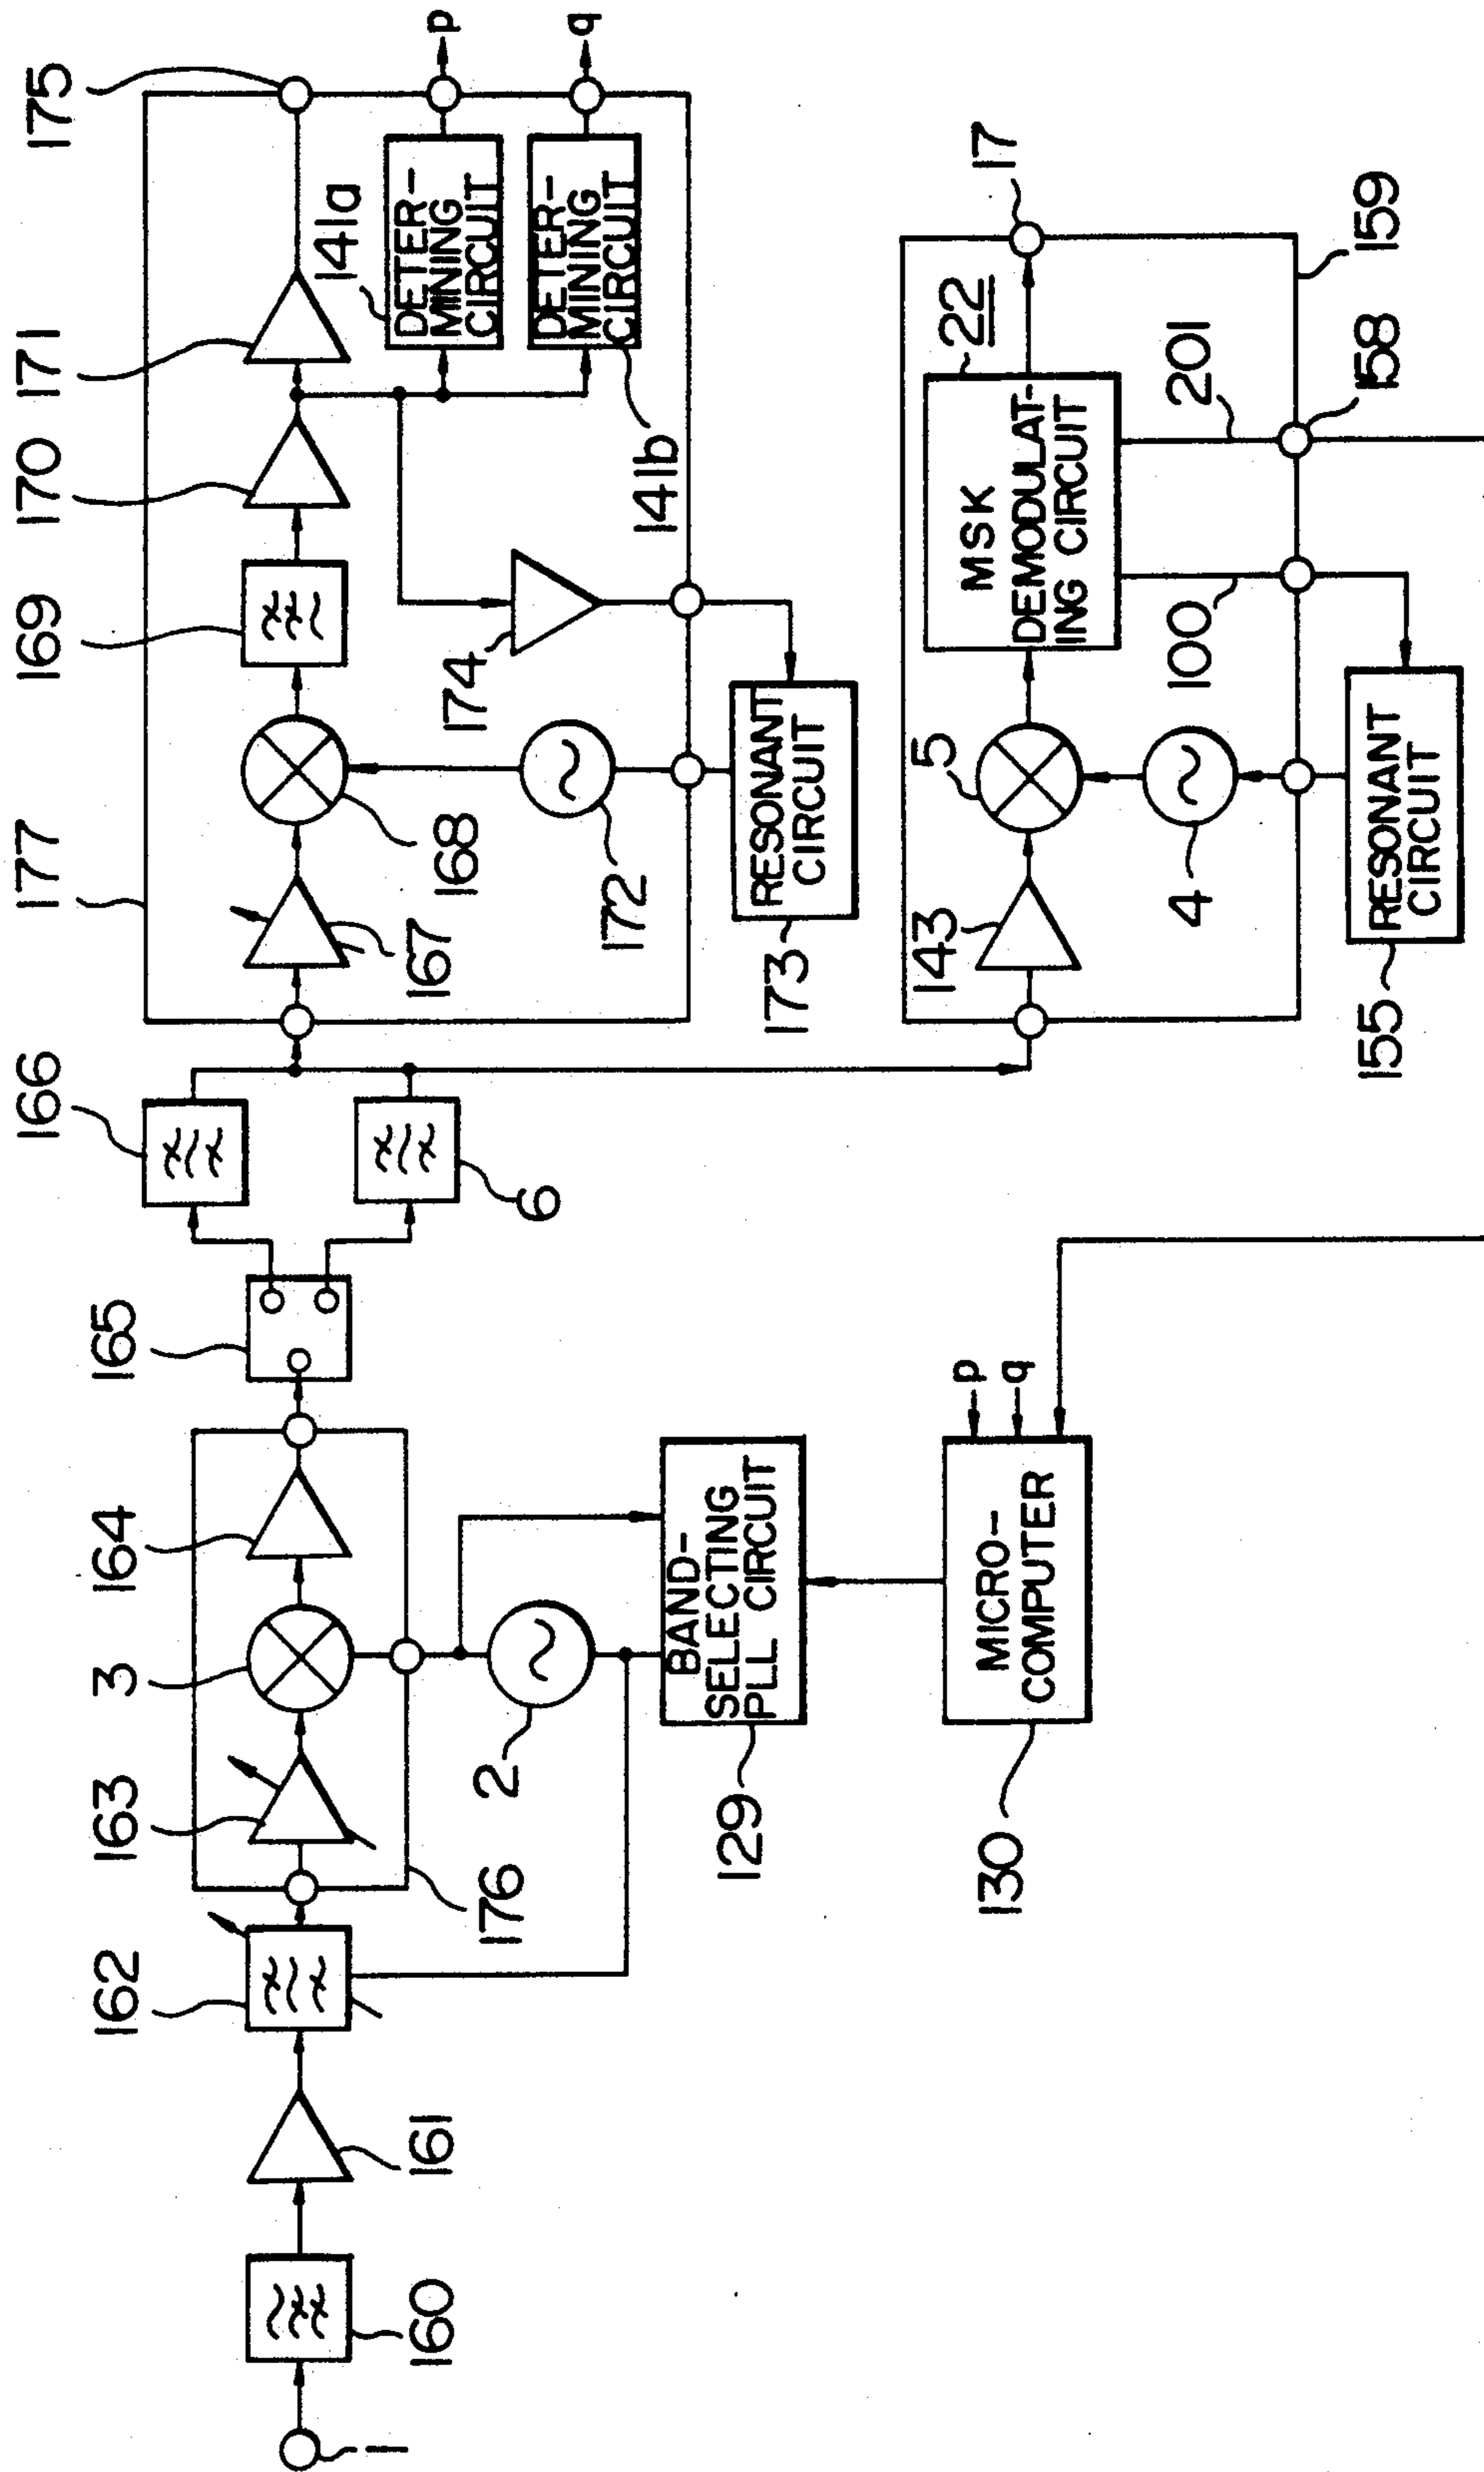 177
169
170
171
175
p
q
141a
DETER-
MINING
CIRCUIT
DETER-
MINING
CIRCUIT
141b
174
168
167
172
RESONANT
CIRCUIT
173
166
6
165
164
3
163
162
161
160
1
176
2
BAND-
SELECTING
PLL CIRCUIT
129
MICRO-
COMPUTER
130
p
q
17
22
MSK
DEMODULAT-
ING CIRCUIT
5
143
4
100
201
158
159
RESONANT
CIRCUIT
155